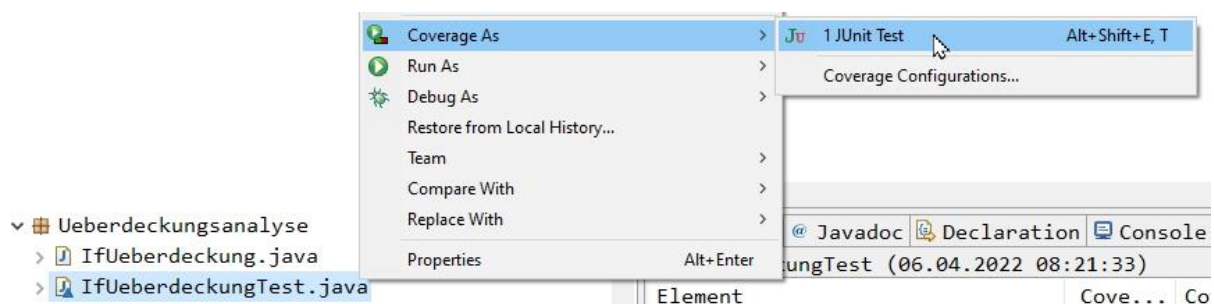 Coverage As >
1 JUnit Test Alt+Shift+E, T
Run As >
Coverage Configurations...
Debug As >
Restore from Local History...
Team >
Compare With >
Replace With >
Properties Alt+Enter
Ueberdeckungsanalyse
IfUeberdeckung.java
IfUeberdeckungTest.java
@ Javadoc Declaration Console
ungTest (06.04.2022 08:21:33)
Element Cove... Co